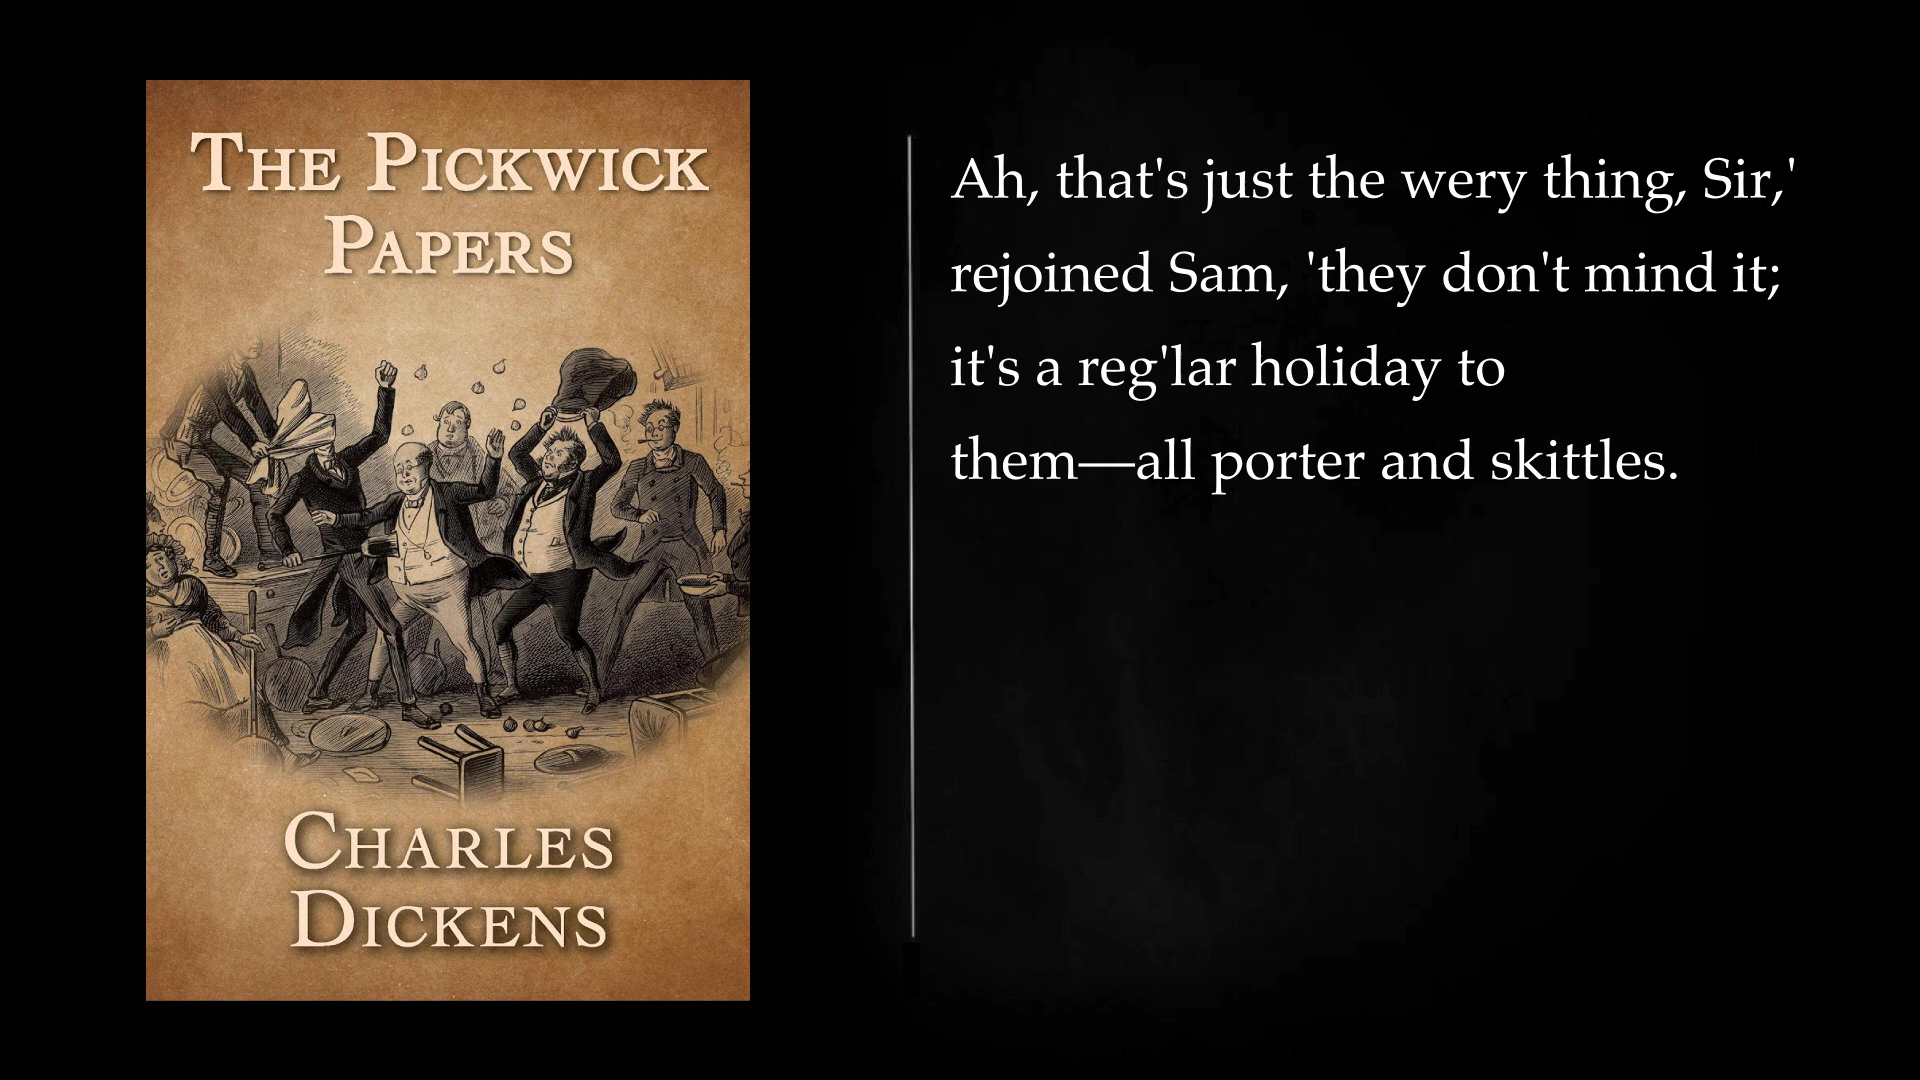 The Pickwick
Papers
Charles
Dickens
Ah, that's just the wery thing, Sir,'
rejoined Sam, 'they don't mind it;
it's a reg'lar holiday to
them—all porter and skittles.